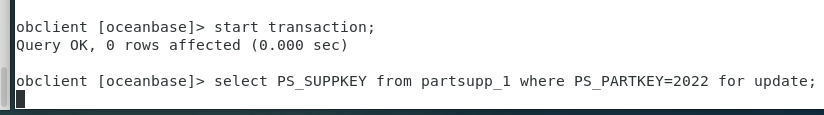 obclient [oceanbase]> start transaction;
Query OK, 0 rows affected (0.000 sec)
obclient [oceanbase]> select PS_SUPPKEY from partsupp_1 where PS_PARTKEY=2022 for update;